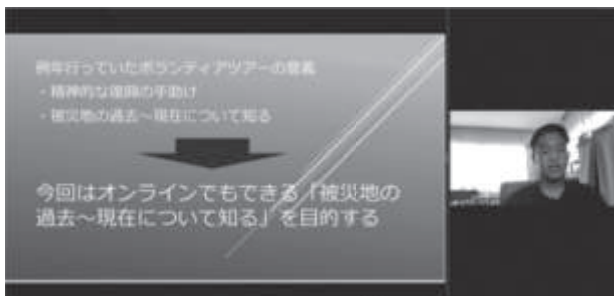 例年行っていたボランティアツアーの意義
・精神的な復興の手助け
・被災地の過去～現在について知る
今回はオンラインでもできる「被災地の
過去～現在について知る」を目的する